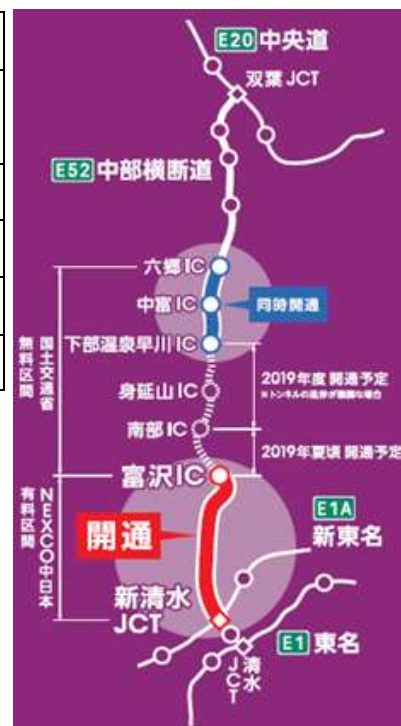 E20 中央道
双葉 JCT
E52 中部横断道
六郷 IC
中富 IC
同時開通
下部温泉早川 IC
国土交通省
無料区間
身延山 IC
2019年度 開通予定
南部 IC
2019年夏頃 開通予定
富沢 IC
NEXCO中日本
有料区間
開通
E1A
新東名
新清水
JCT
E1 東名
清水
JCT